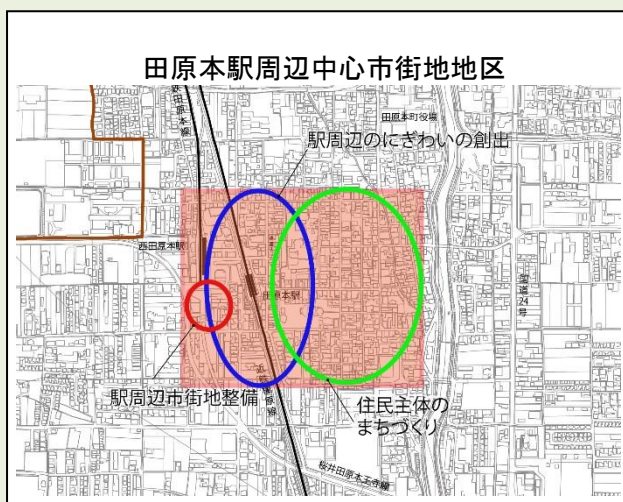 田原本駅周辺中心市街地地区
田原本町役場
駅周辺のにぎわいの創出
西田原本駅
田原本駅
国道24号
駅周辺市街地整備
住民主体の
まちづくり
桜井田原本王寺線